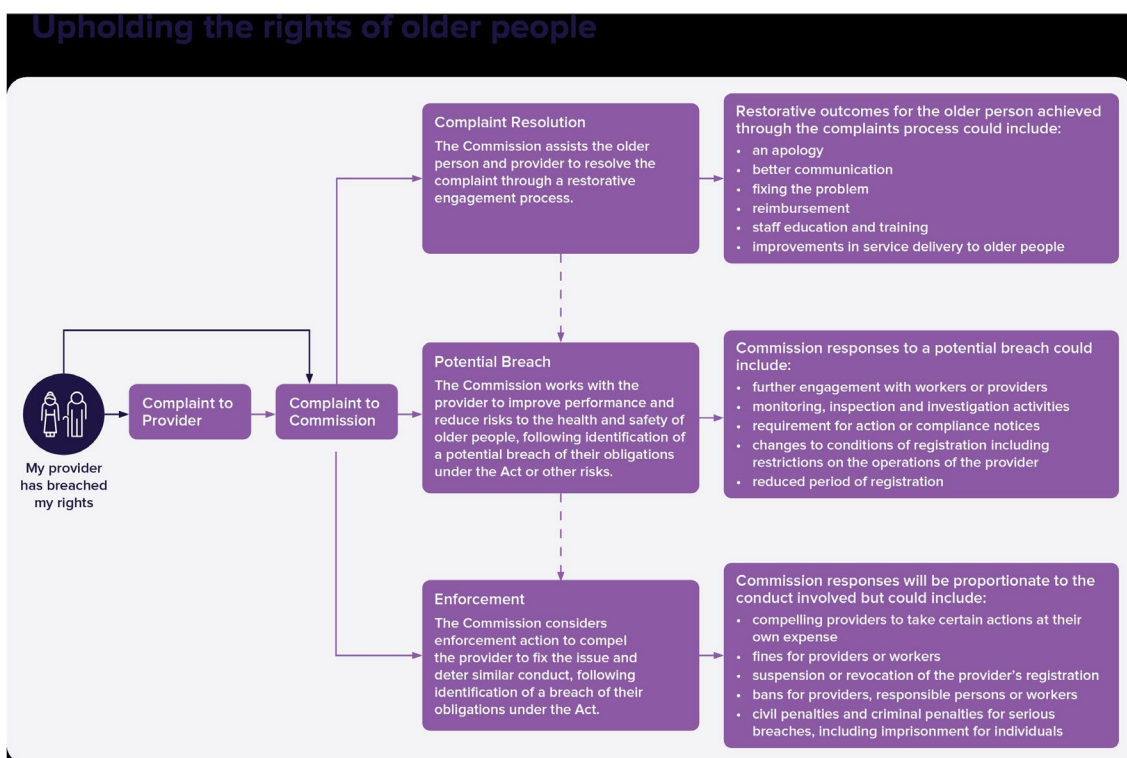 Upholding the rights of older people
My provider
has breached
my rights
Complaint to
Provider
Complaint to
Commission
Complaint Resolution
The Commission assists the older
person and provider to resolve the
complaint through a restorative
engagement process.
Restorative outcomes for the older person achieved
through the complaints process could include:
• an apology
• better communication
• fixing the problem
• reimbursement
• staff education and training
• improvements in service delivery to older people
Potential Breach
The Commission works with the
provider to improve performance and
reduce risks to the health and safety of
older people, following identification of
a potential breach of their obligations
under the Act or other risks.
Commission responses to a potential breach could
include:
• further engagement with workers or providers
• monitoring, inspection and investigation activities
• requirement for action or compliance notices
• changes to conditions of registration including
restrictions on the operations of the provider
• reduced period of registration
Enforcement
The Commission considers
enforcement action to compel
the provider to fix the issue and
deter similar conduct, following
identification of a breach of their
obligations under the Act.
Commission responses will be proportionate to the
conduct involved but could include:
• compelling providers to take certain actions at their
own expense
• fines for providers or workers
• suspension or revocation of the provider’s registration
• bans for providers, responsible persons or workers
• civil penalties and criminal penalties for serious
breaches, including imprisonment for individuals